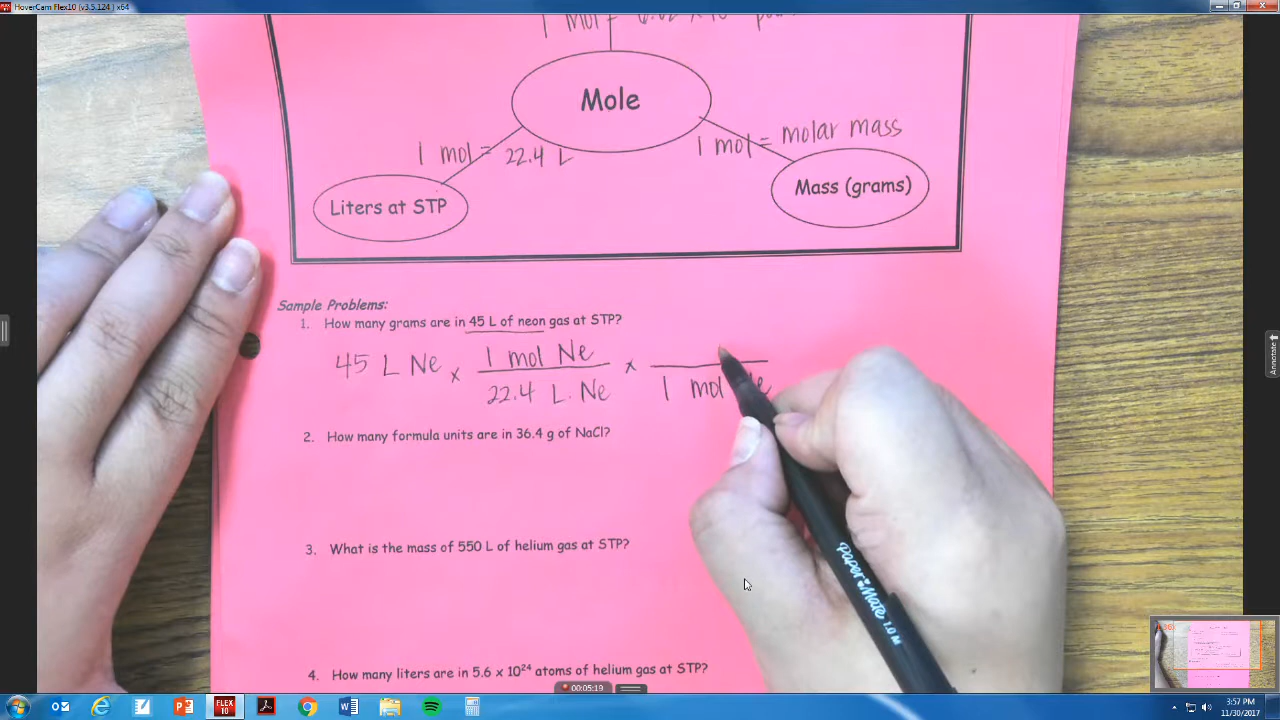 HoverCam Flex10 (v3.5.124 ) x64
1 mol =
Mole
1 mol = molar mass
1 mol = 22.4 L
Mass (grams)
Liters at STP
Sample Problems:
1. How many grams are in 45 L of neon gas at STP?
45 L Ne x 1 mol Ne x
22.4 L. Ne 1 mol
2. How many formula units are in 36.4 g of NaCl?
3. What is the mass of 550 L of helium gas at STP?
4. How many liters are in 5.6 x 10²⁴ atoms of helium gas at STP?
Annotate
PAPER MATE 1.0 M
00:05:19
FLEX 10
3:57 PM
11/30/2017